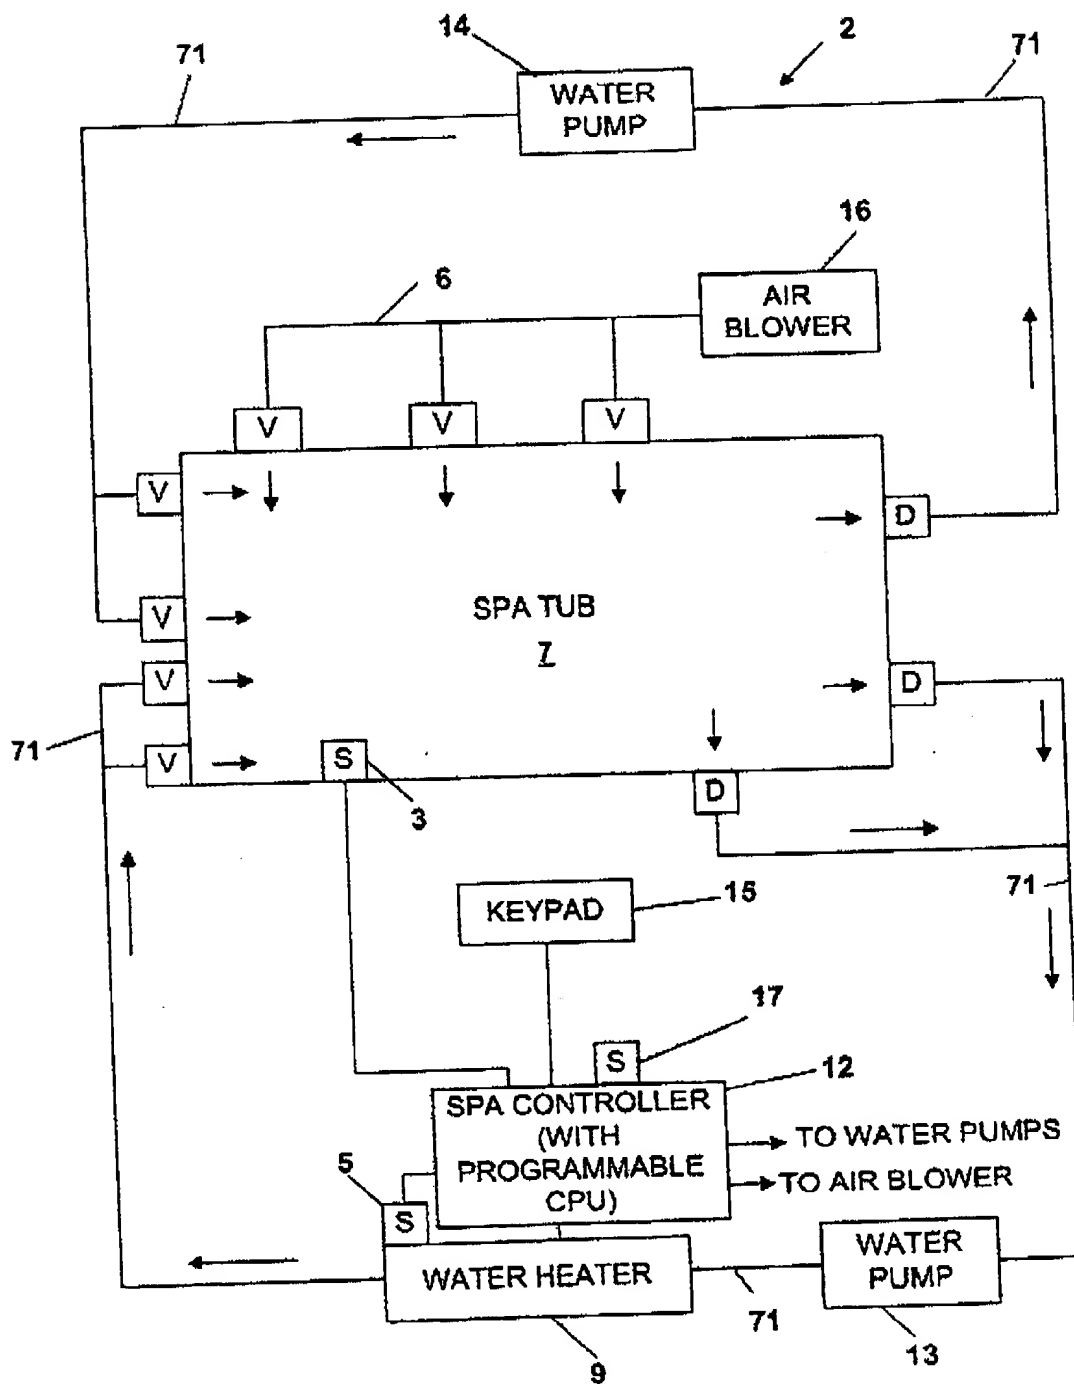 14
2
71
71
WATER
PUMP
16
6
AIR
BLOWER
V
V
V
V
D
V
SPA TUB
7
V
D
71
V
S
D
3
71
KEYPAD
15
17
S
12
SPA CONTROLLER
(WITH
PROGRAMMABLE
CPU)
TO WATER PUMPS
TO AIR BLOWER
5
S
WATER HEATER
WATER
PUMP
71
9
13